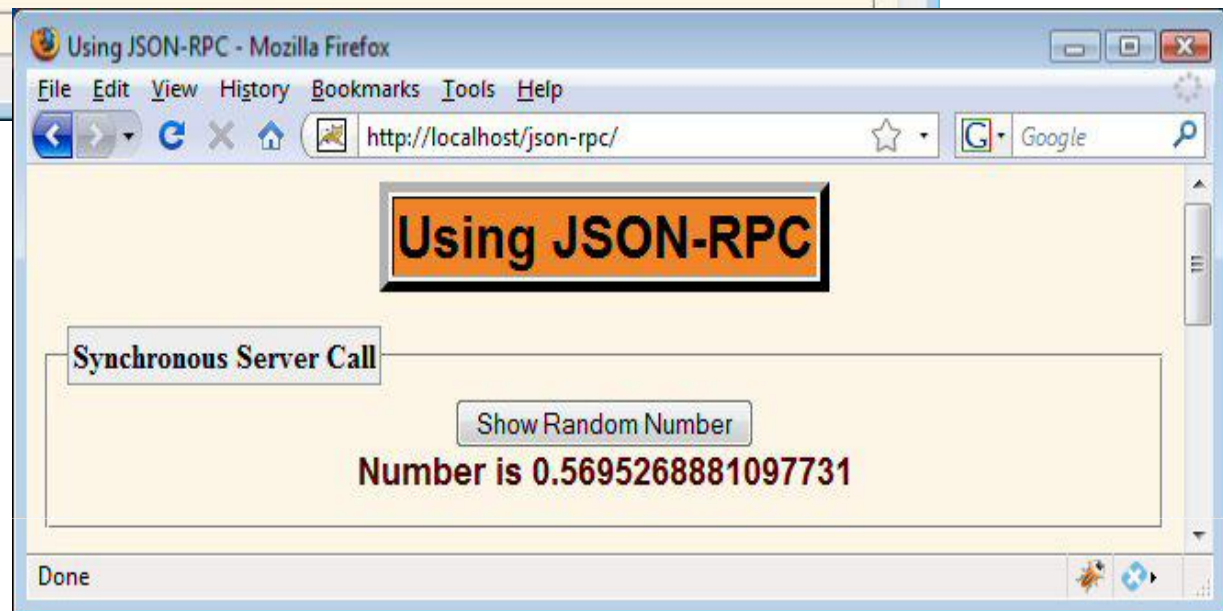 Using JSON-RPC - Mozilla Firefox
File Edit View History Bookmarks Tools Help
http://localhost/json-rpc/ G Google
Using JSON-RPC
Synchronous Server Call
Show Random Number
Number is 0.5695268881097731
Done